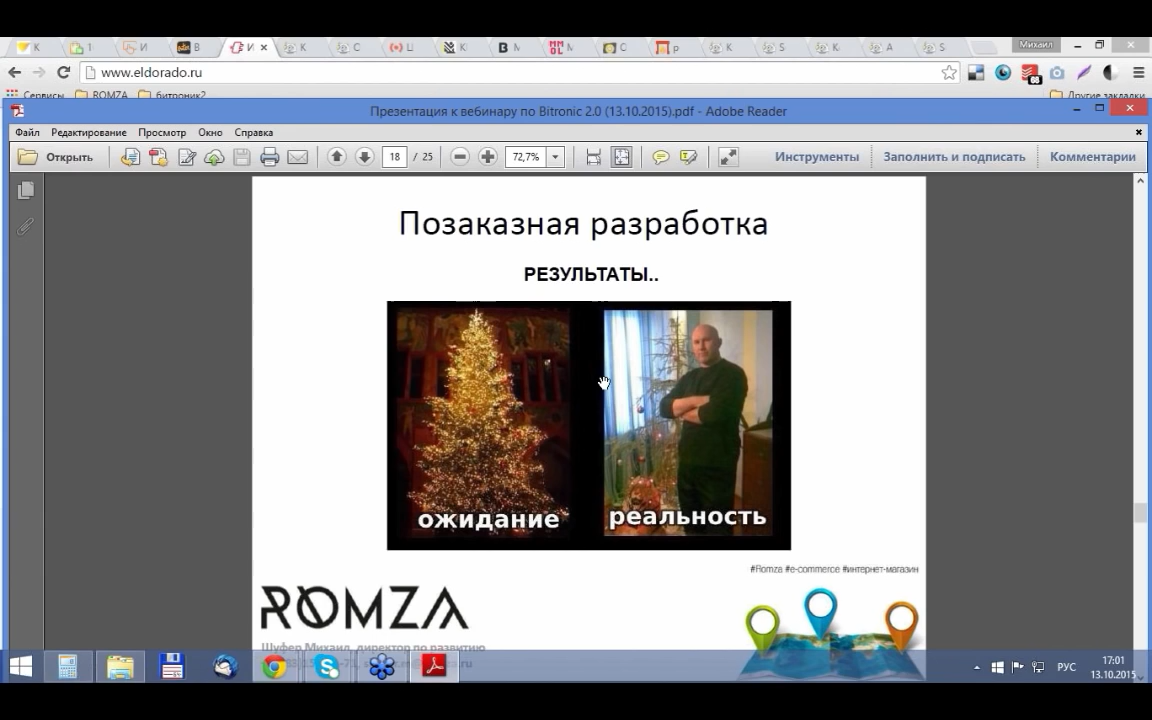 К
1
И
В
И ×
К
С
Ц
К
М
М
С
р
К
S
К
А
S
Михаил
www.eldorado.ru
Сервисы ROMZA битроник2 Другие закладки
Презентация к вебинару по Bitronic 2.0 (13.10.2015).pdf - Adobe Reader
Файл Редактирование Просмотр Окно Справка
Открыть 18 / 25 72,7% Инструменты Заполнить и подписать Комментарии
Позаказная разработка
РЕЗУЛЬТАТЫ..
ожидание реальность
#Romza #e-commerce #интернет-магазин
ROMZA
Шуфер Михаил, директор по развитию
РУС 17:01
13.10.2015